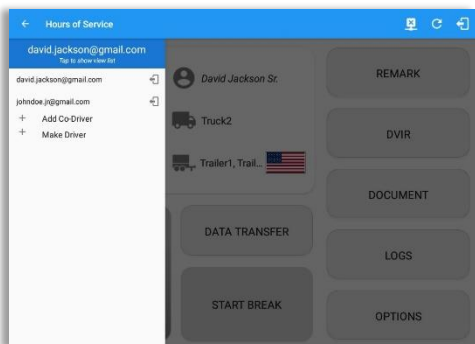 Hours of Service
david.jackson@gmail.com
Tap to show view list
david.jackson@gmail.com
johndoe.jr@gmail.com
+ Add Co-Driver
+ Make Driver
David Jackson Sr.
Truck2
Trailer1, Trail...
DATA TRANSFER
START BREAK
REMARK
DVIR
DOCUMENT
LOGS
OPTIONS